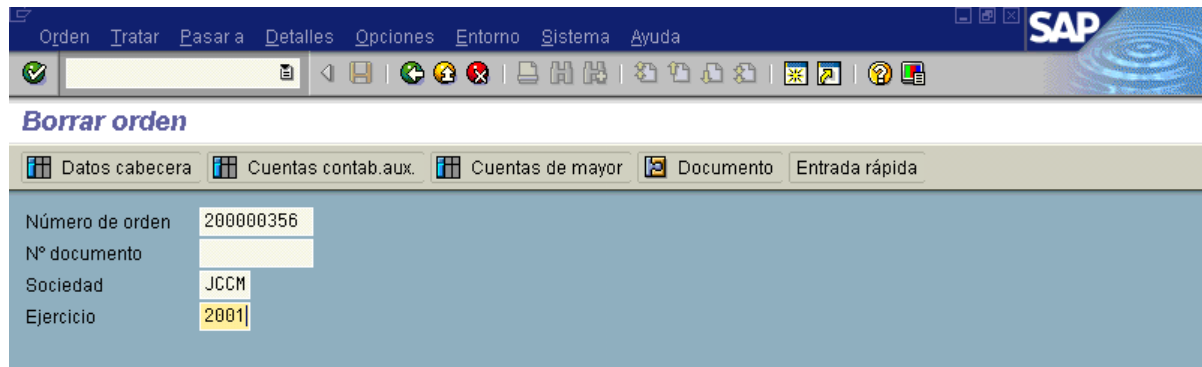 Orden Tratar Pasar a Detalles Opciones Entorno Sistema Ayuda
SAP
Borrar orden
Datos cabecera Cuentas contab.aux. Cuentas de mayor Documento Entrada rápida
Número de orden 200000356
Nº documento
Sociedad JCCM
Ejercicio 2001